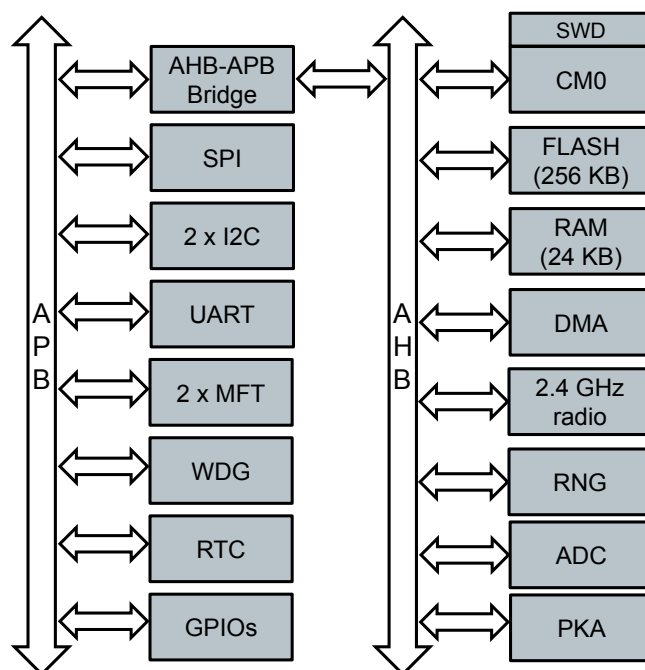 A
P
B
AHB-APB
Bridge
SPI
2 x I2C
UART
2 x MFT
WDG
RTC
GPIOs
A
H
B
SWD
CM0
FLASH
(256 KB)
RAM
(24 KB)
DMA
2.4 GHz
radio
RNG
ADC
PKA